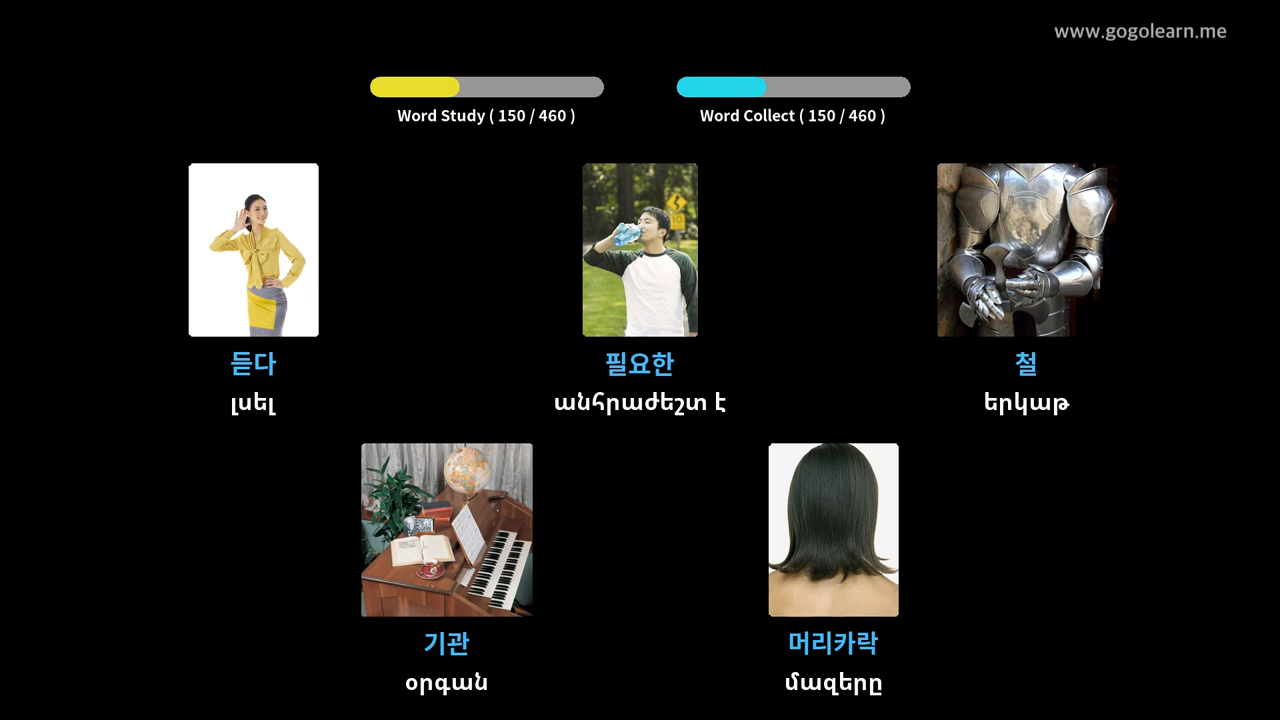 www.gogolearn.me
Word Study ( 150 / 460 )
Word Collect ( 150 / 460 )
듣다
լսել
필요한
անհրաժեշտ է
철
երկաթ
기관
օրգան
머리카락
մազերը